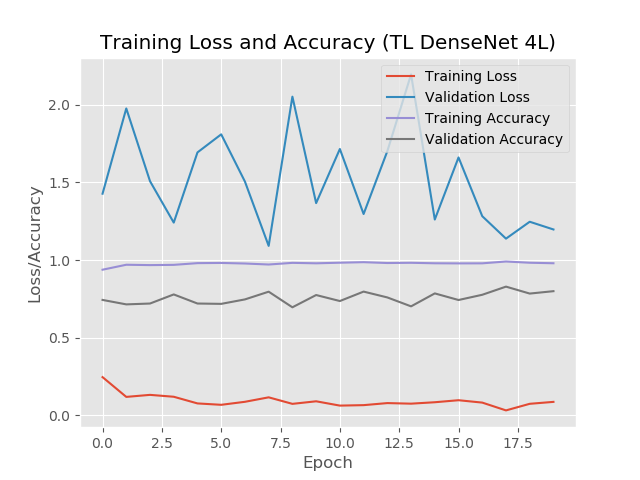 Training Loss and Accuracy (TL DenseNet 4L)
Training Loss
Validation Loss
Training Accuracy
Validation Accuracy
Loss/Accuracy
2.0
1.5
1.0
0.5
0.0
0.0 2.5 5.0 7.5 10.0 12.5 15.0 17.5
Epoch